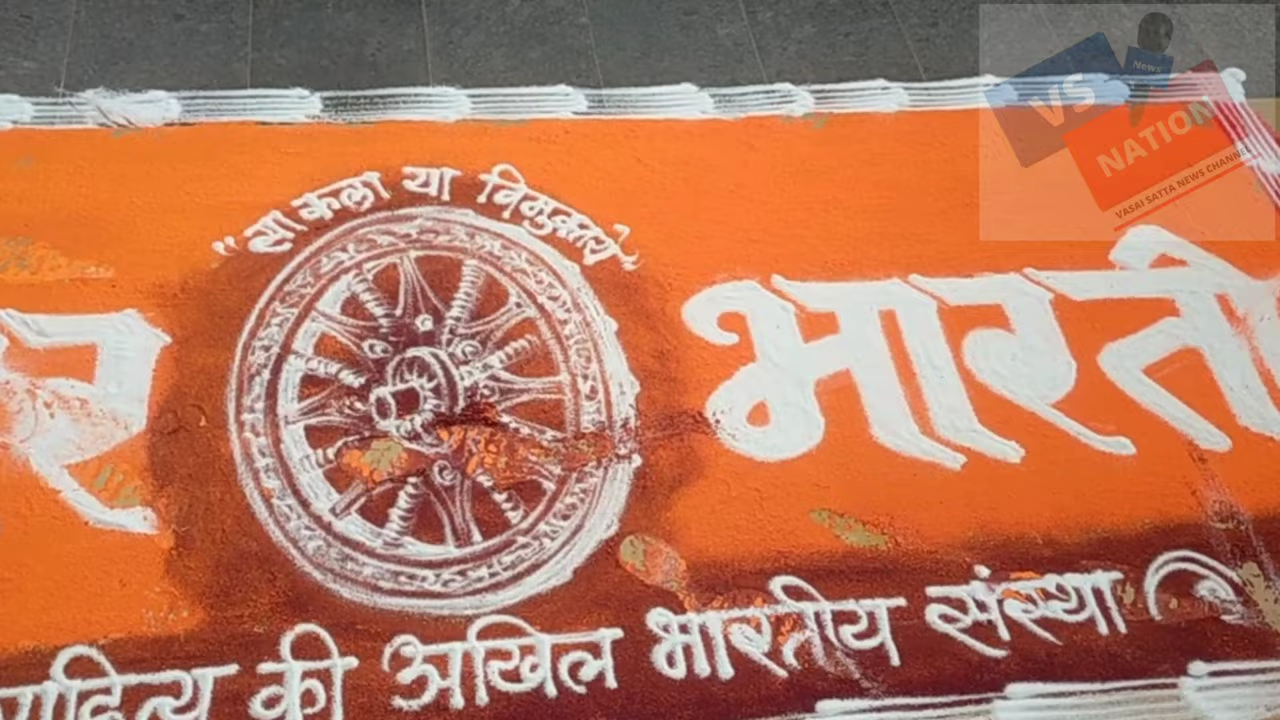 "सा कला या विमुक्तये"
र भारती
साहित्य की अखिल भारतीय संस्था
News
VS
NATION
VASAI SATTA NEWS CHANNEL